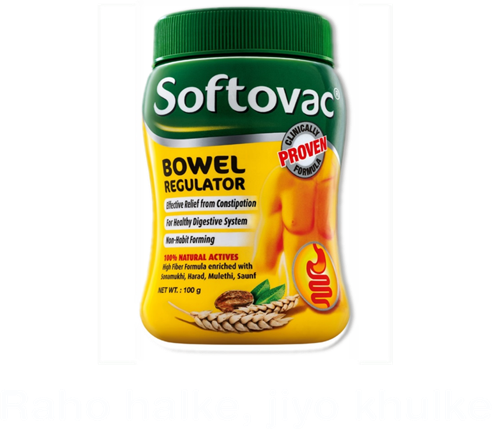 Softovac®
CLINICALLY
PROVEN
FORMULA
BOWEL
REGULATOR
Effective Relief from Constipation
For Healthy Digestive System
Non-Habit Forming
100% NATURAL ACTIVES
High Fiber Formula enriched with
Sonamukhi, Harad, Mulethi, Saunf
NET WT. : 100 g
Raho halke, jiyo khulke